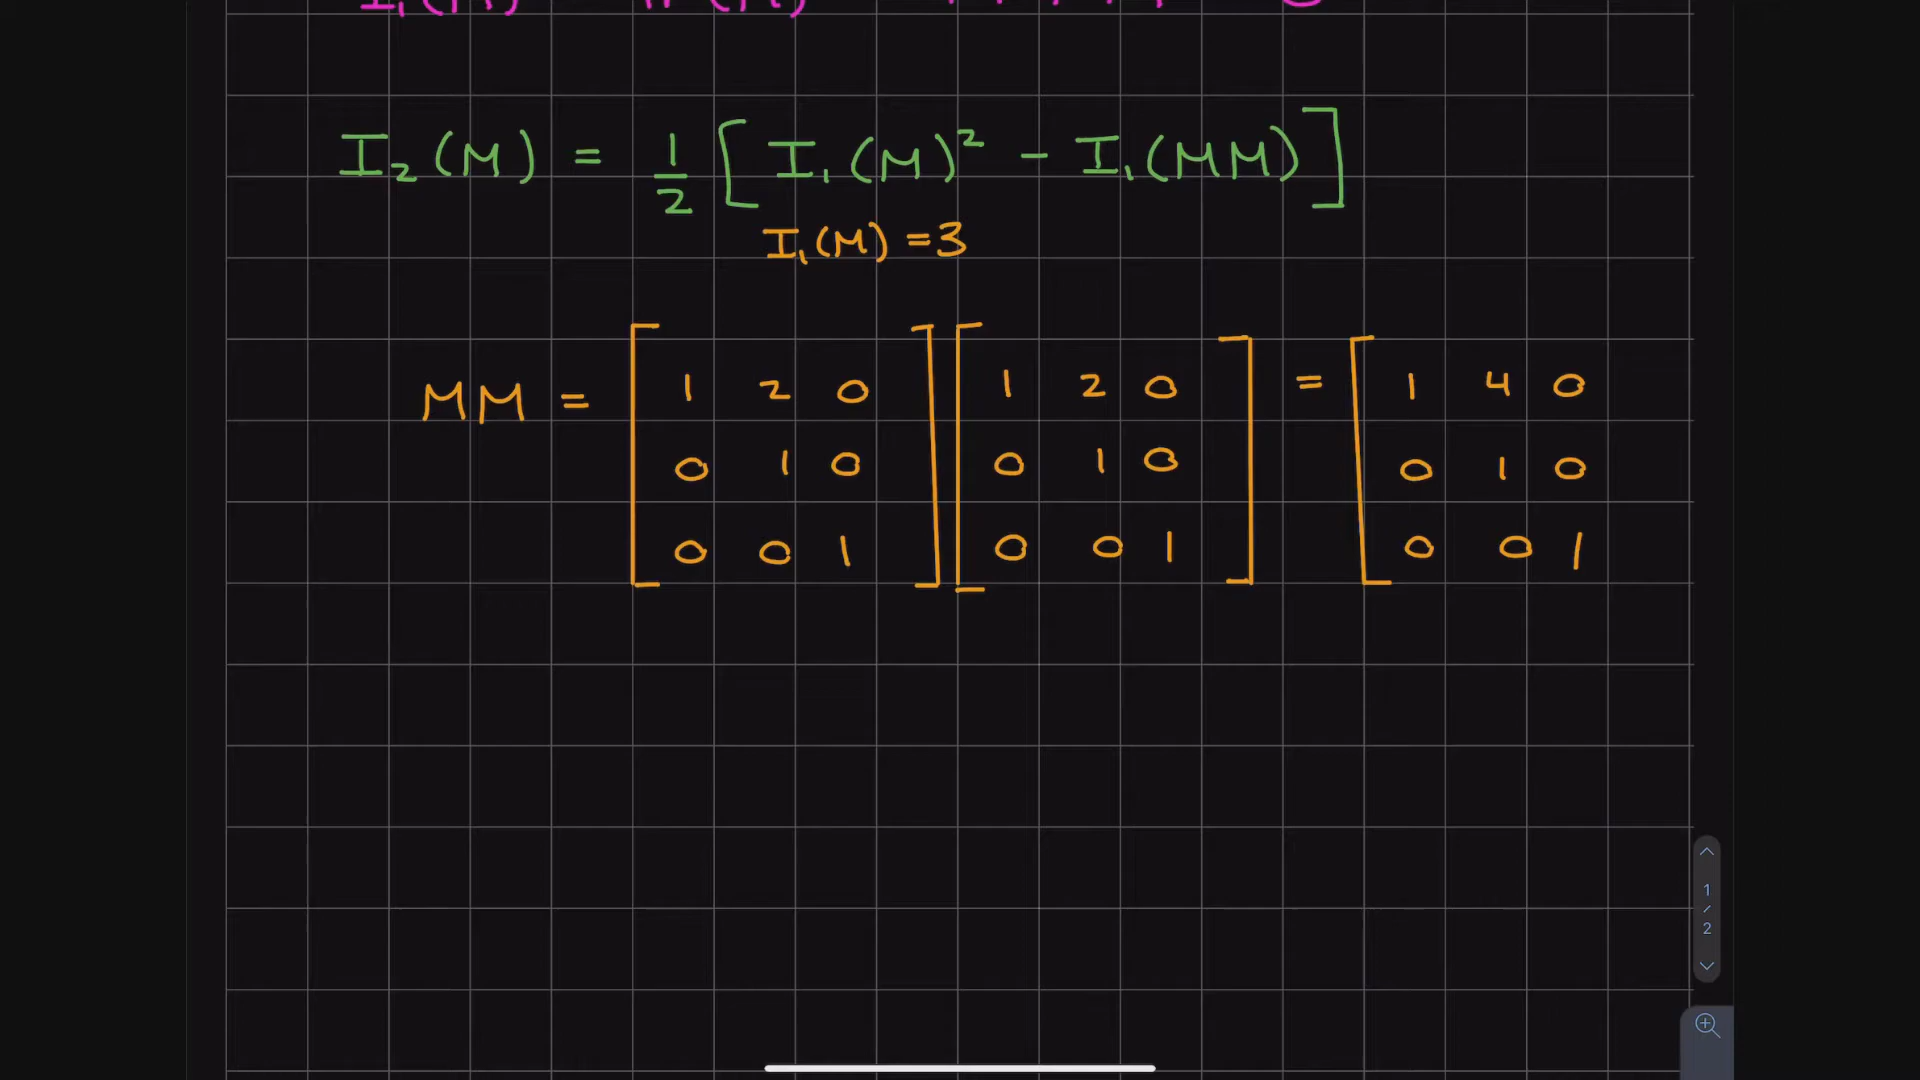 I₂(M) = 1/2 [I₁(M)² - I₁(MM)]
I₁(M) = 3
MM = [1 2 0] [1 2 0] = [1 4 0
0 1 0 0 1 0 0 1 0
0 0 1 0 0 1 0 0 1
1
/
2